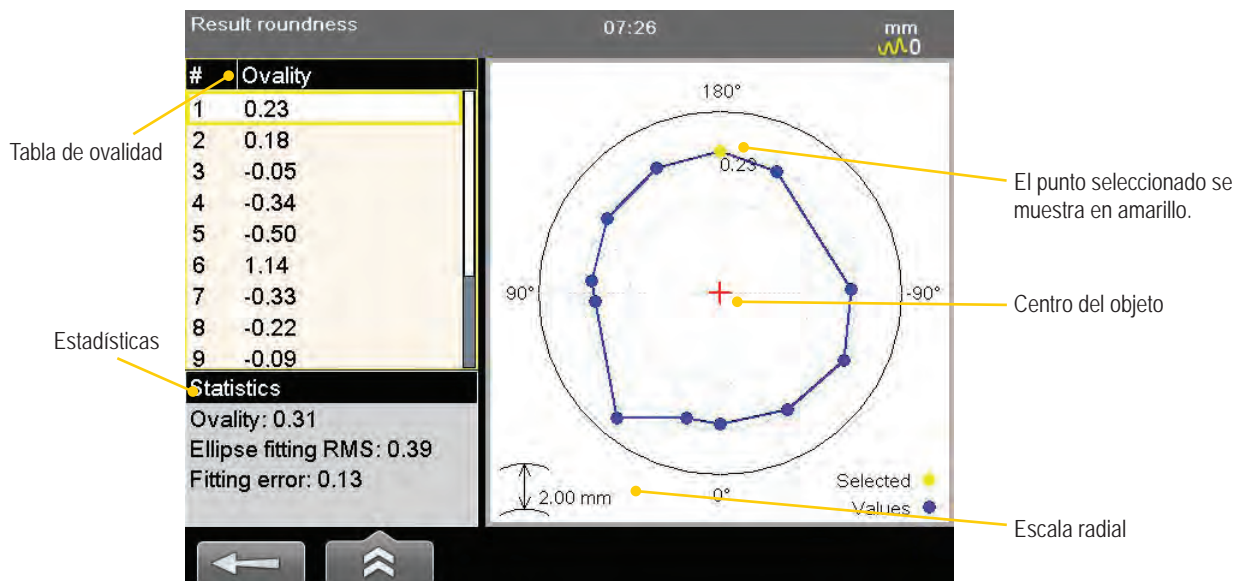 Result roundness
07:26
mm
0
# Ovality
1 0.23
2 0.18
3 -0.05
4 -0.34
5 -0.50
6 1.14
7 -0.33
8 -0.22
9 -0.09
Statistics
Ovality: 0.31
Ellipse fitting RMS: 0.39
Fitting error: 0.13
180°
0.23
90°
-90°
0°
2.00 mm
Selected
Values
Tabla de ovalidad
Estadísticas
El punto seleccionado se
muestra en amarillo.
Centro del objeto
Escala radial